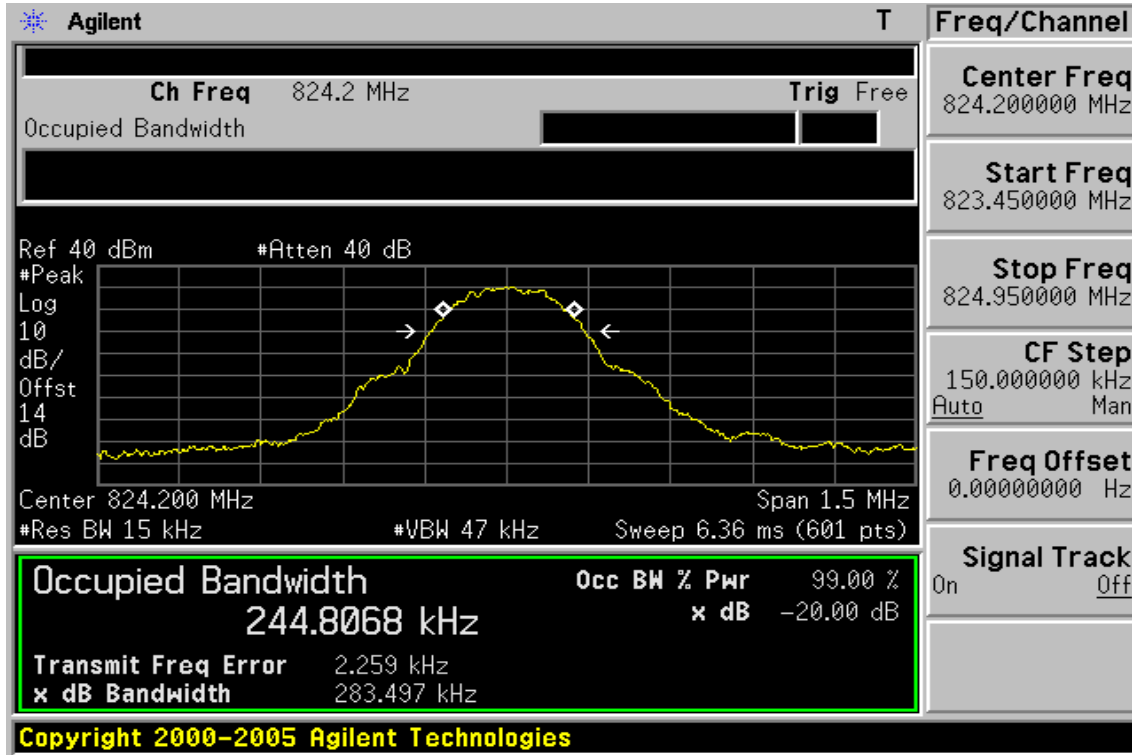 Agilent T
Ch Freq 824.2 MHz Trig Free
Occupied Bandwidth
Ref 40 dBm #Atten 40 dB
#Peak
Log
10
dB/
Offst
14
dB
Center 824.200 MHz Span 1.5 MHz
#Res BW 15 kHz #VBW 47 kHz Sweep 6.36 ms (601 pts)
Occupied Bandwidth Occ BW % Pwr 99.00 %
244.8068 kHz x dB -20.00 dB
Transmit Freq Error 2.259 kHz
x dB Bandwidth 283.497 kHz
Copyright 2000-2005 Agilent Technologies
Freq/Channel
Center Freq
824.200000 MHz
Start Freq
823.450000 MHz
Stop Freq
824.950000 MHz
CF Step
150.000000 kHz
Auto Man
Freq Offset
0.00000000 Hz
Signal Track
On Off